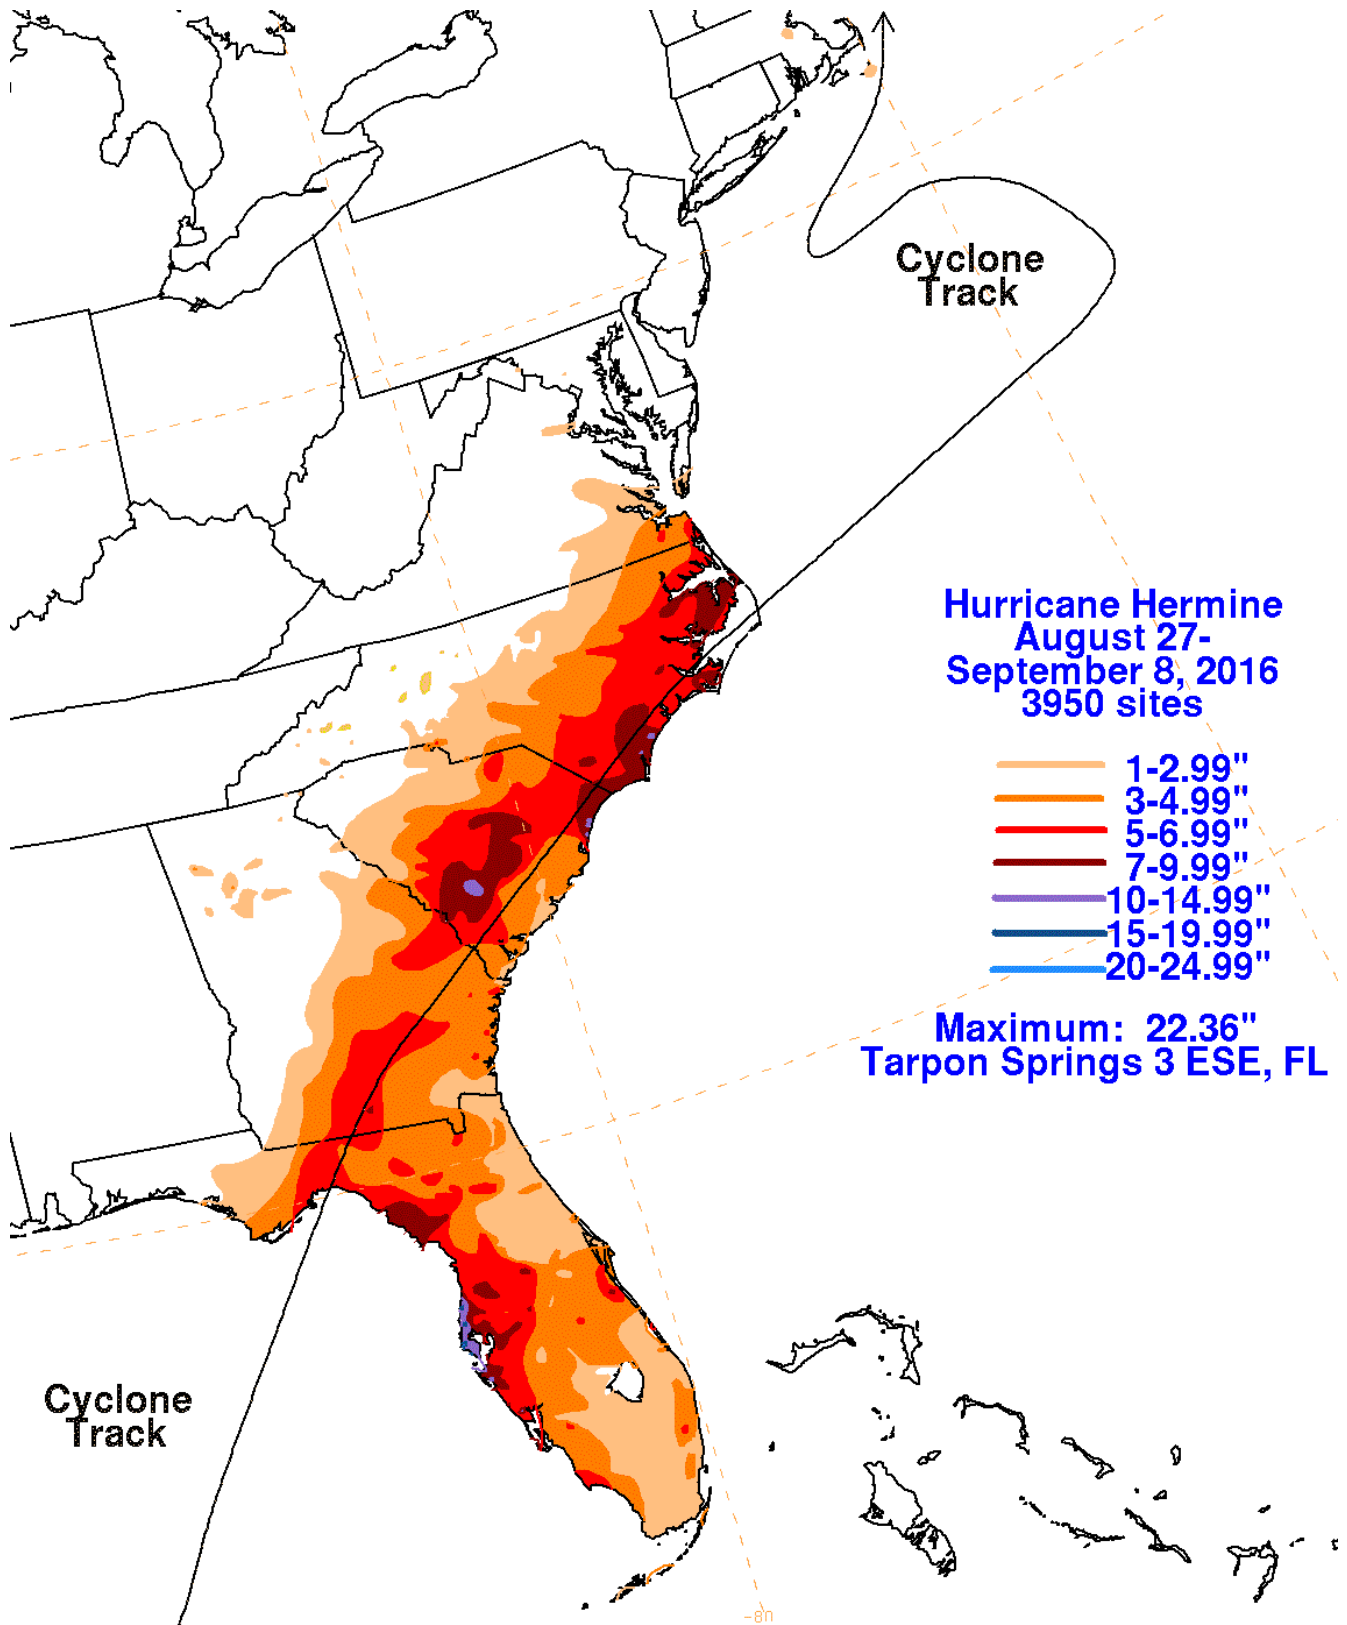 Cyclone
Track
Hurricane Hermine
August 27-
September 8, 2016
3950 sites
1-2.99"
3-4.99"
5-6.99"
7-9.99"
10-14.99"
15-19.99"
20-24.99"
Maximum: 22.36"
Tarpon Springs 3 ESE, FL
Cyclone
Track
-80